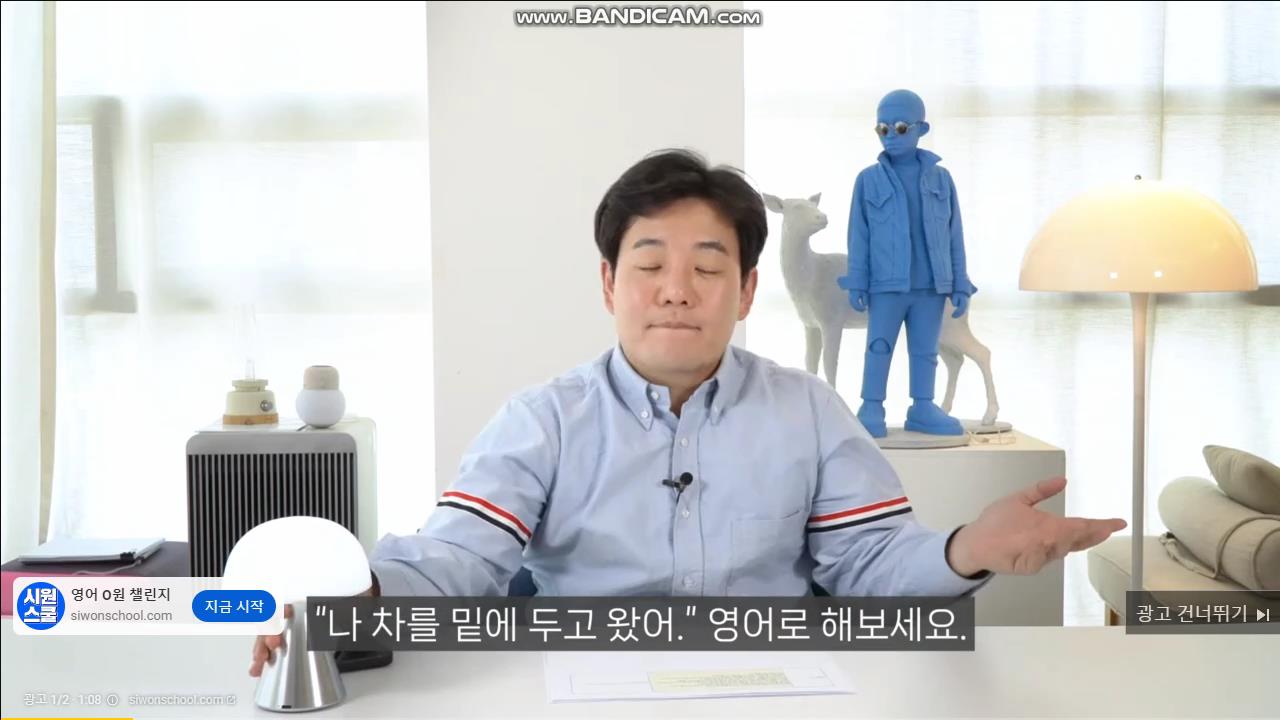 www.BANDICAM.com
시원
스쿨
영어 0원 챌린지
siwonschool.com
지금 시작
"나 차를 밑에 두고 왔어." 영어로 해보세요.
광고 건너뛰기
광고 1/2 · 1:08
siwonschool.com